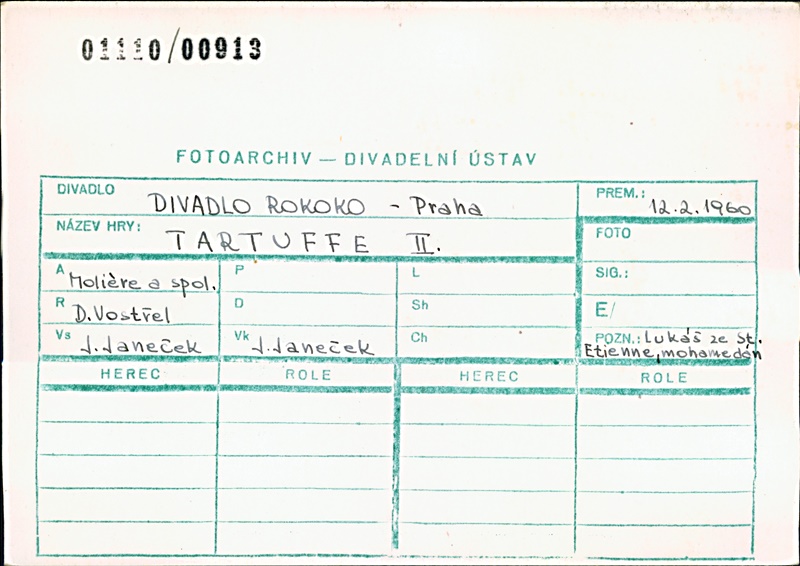 01110/00913
FOTOARCHIV — DIVADELNÍ ÚSTAV
DIVADLO DIVADLO ROKOKO - Praha PREM.: 12.2.1960
NÁZEV HRY: TARTUFFE II. FOTO
A Molière a spol. P L SIG.:
R D. Vostřel D Sh E/
Vs J. Janeček Vk J. Janeček Ch POZN.: Lukáš ze St.
Etienne, mohamedán
HEREC ROLE HEREC ROLE